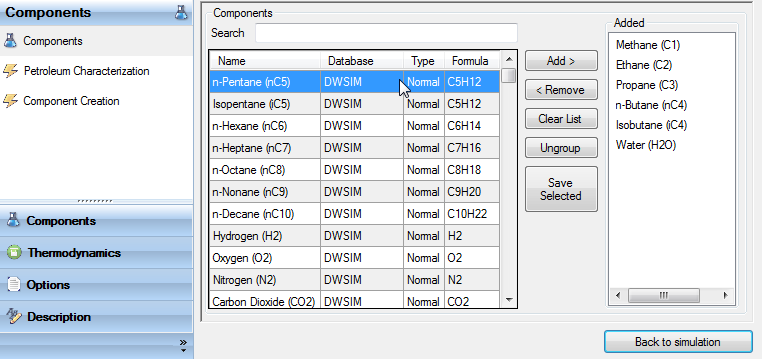 Components
Components
Petroleum Characterization
Component Creation
Components
Thermodynamics
Options
Description
»
Components
Search
Name Database Type Formula
n-Pentane (nC5) DWSIM Normal C5H12
Isopentane (iC5) DWSIM Normal C5H12
n-Hexane (nC6) DWSIM Normal C6H14
n-Heptane (nC7) DWSIM Normal C7H16
n-Octane (nC8) DWSIM Normal C8H18
n-Nonane (nC9) DWSIM Normal C9H20
n-Decane (nC10) DWSIM Normal C10H22
Hydrogen (H2) DWSIM Normal H2
Oxygen (O2) DWSIM Normal O2
Nitrogen (N2) DWSIM Normal N2
Carbon Dioxide (CO2) DWSIM Normal CO2
Add >
< Remove
Clear List
Ungroup
Save
Selected
Added
Methane (C1)
Ethane (C2)
Propane (C3)
n-Butane (nC4)
Isobutane (iC4)
Water (H2O)
Back to simulation